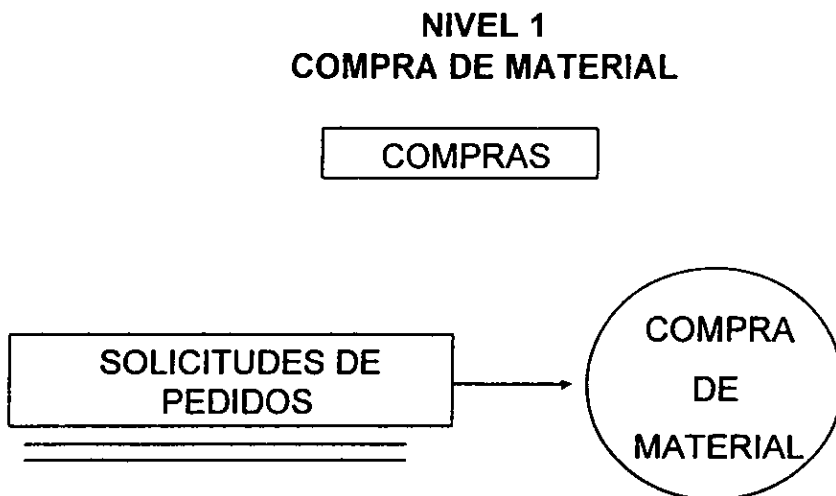 NIVEL 1
COMPRA DE MATERIAL
COMPRAS
SOLICITUDES DE
PEDIDOS
COMPRA
DE
MATERIAL